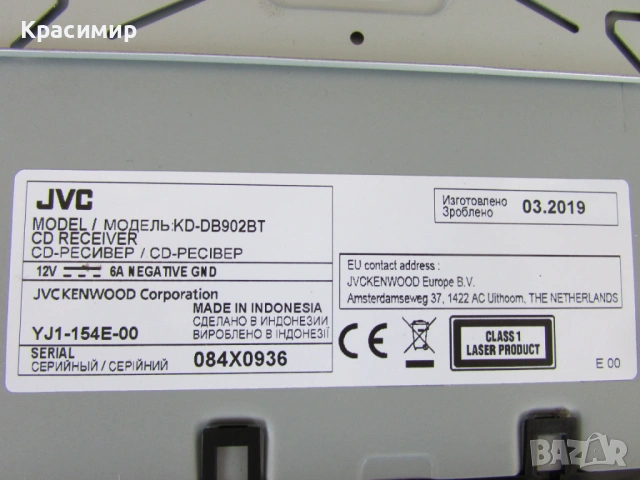 Красимир
JVC
MODEL / МОДЕЛЬ:KD-DB902BT
CD RECEIVER
CD-РЕСИВЕР / CD-РЕСІВЕР
12V 6A NEGATIVE GND
JVCKENWOOD Corporation
MADE IN INDONESIA
СДЕЛАНО В ИНДОНЕЗИИ
ВИРОБЛЕНО В ІНДОНЕЗІЇ
YJ1-154E-00
SERIAL
СЕРИЙНЫЙ / СЕРІЙНИЙ
084X0936
Изготовлено
Зроблено
03.2019
EU contact address :
JVCKENWOOD Europe B.V.
Amsterdamseweg 37, 1422 AC Uithoorn, THE NETHERLANDS
CE
CLASS 1
LASER PRODUCT
E 00
BAZAR